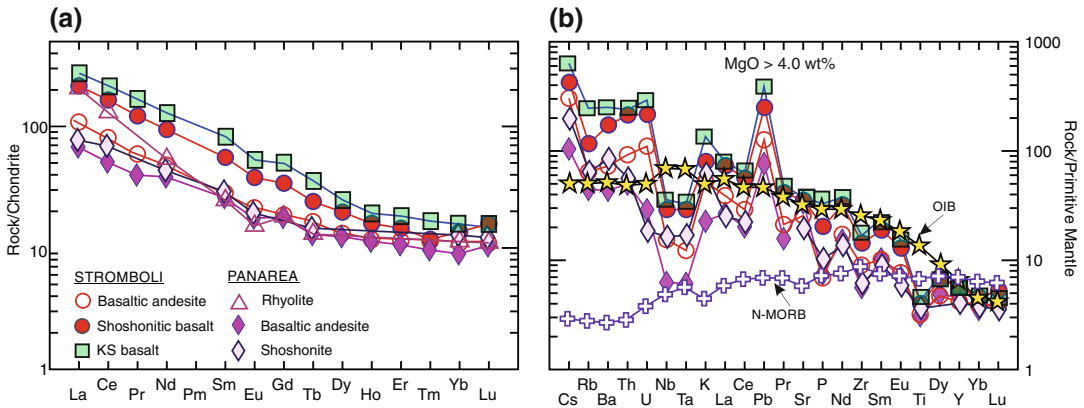 (a)
Rock/Chondrite
100
10
1
STROMBOLI
Basaltic andesite
Shoshonitic basalt
KS basalt
PANAREA
Rhyolite
Basaltic andesite
Shoshonite
La Ce Pr Nd Pm Sm Eu Gd Tb Dy Ho Er Tm Yb Lu
(b)
MgO > 4.0 wt%
OIB
N-MORB
1000
100
10
1
Rock/Primitive Mantle
Rb Th Nb K Ce Pr P Zr Eu Dy Yb
Cs Ba U Ta La Pb Sr Nd Sm Ti Y Lu